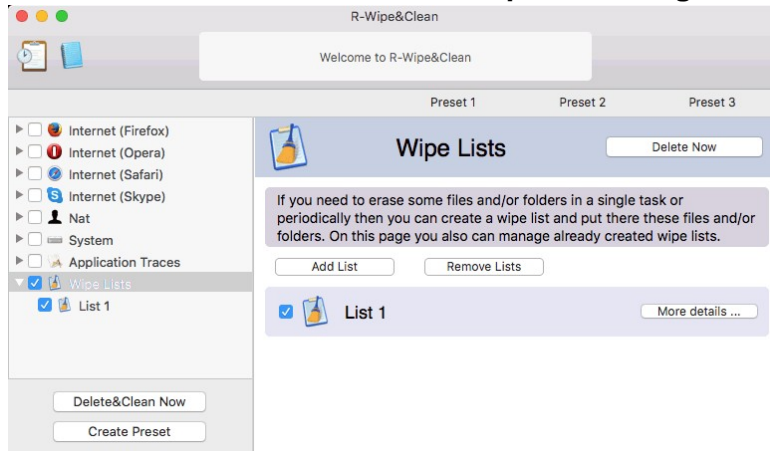 R-Wipe&Clean
Welcome to R-Wipe&Clean
Preset 1 Preset 2 Preset 3
Internet (Firefox)
Internet (Opera)
Internet (Safari)
Internet (Skype)
Nat
System
Application Traces
Wipe Lists
List 1
Delete&Clean Now
Create Preset
Wipe Lists
Delete Now
If you need to erase some files and/or folders in a single task or
periodically then you can create a wipe list and put there these files and/or
folders. On this page you also can manage already created wipe lists.
Add List Remove Lists
List 1
More details ...